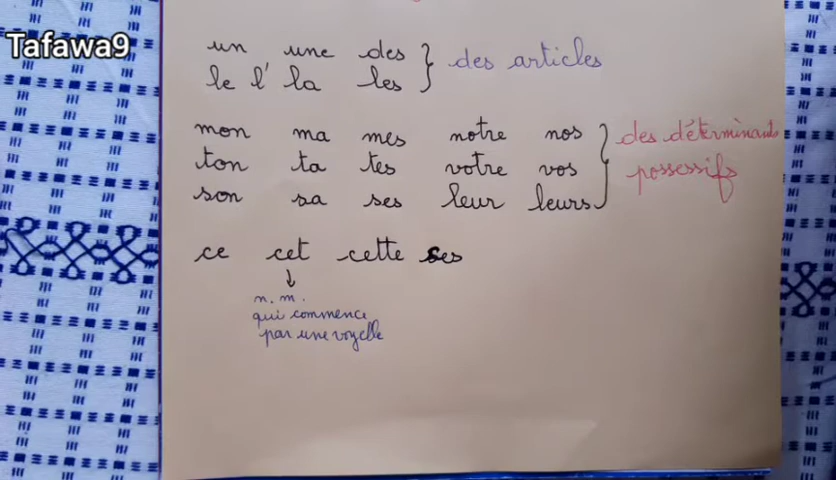 Tafawa9
un une des } des articles
le l' la les
mon ma mes notre nos } des déterminants
ton ta tes votre vos possessifs
son sa ses leur leurs
ce cet cette ses
↓
n. m.
qui commence
par une voyelle